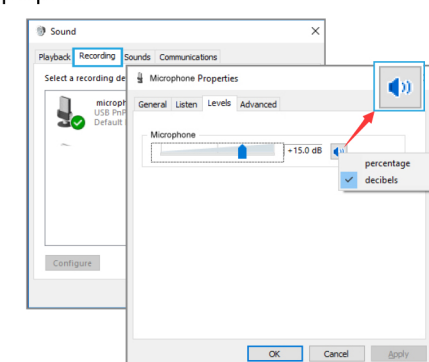 Sound
Playback Recording Sounds Communications
Select a recording de
microph
USB PnP
Default
Configure
Microphone Properties
General Listen Levels Advanced
Microphone
+15.0 dB
percentage
decibels
OK Cancel Apply